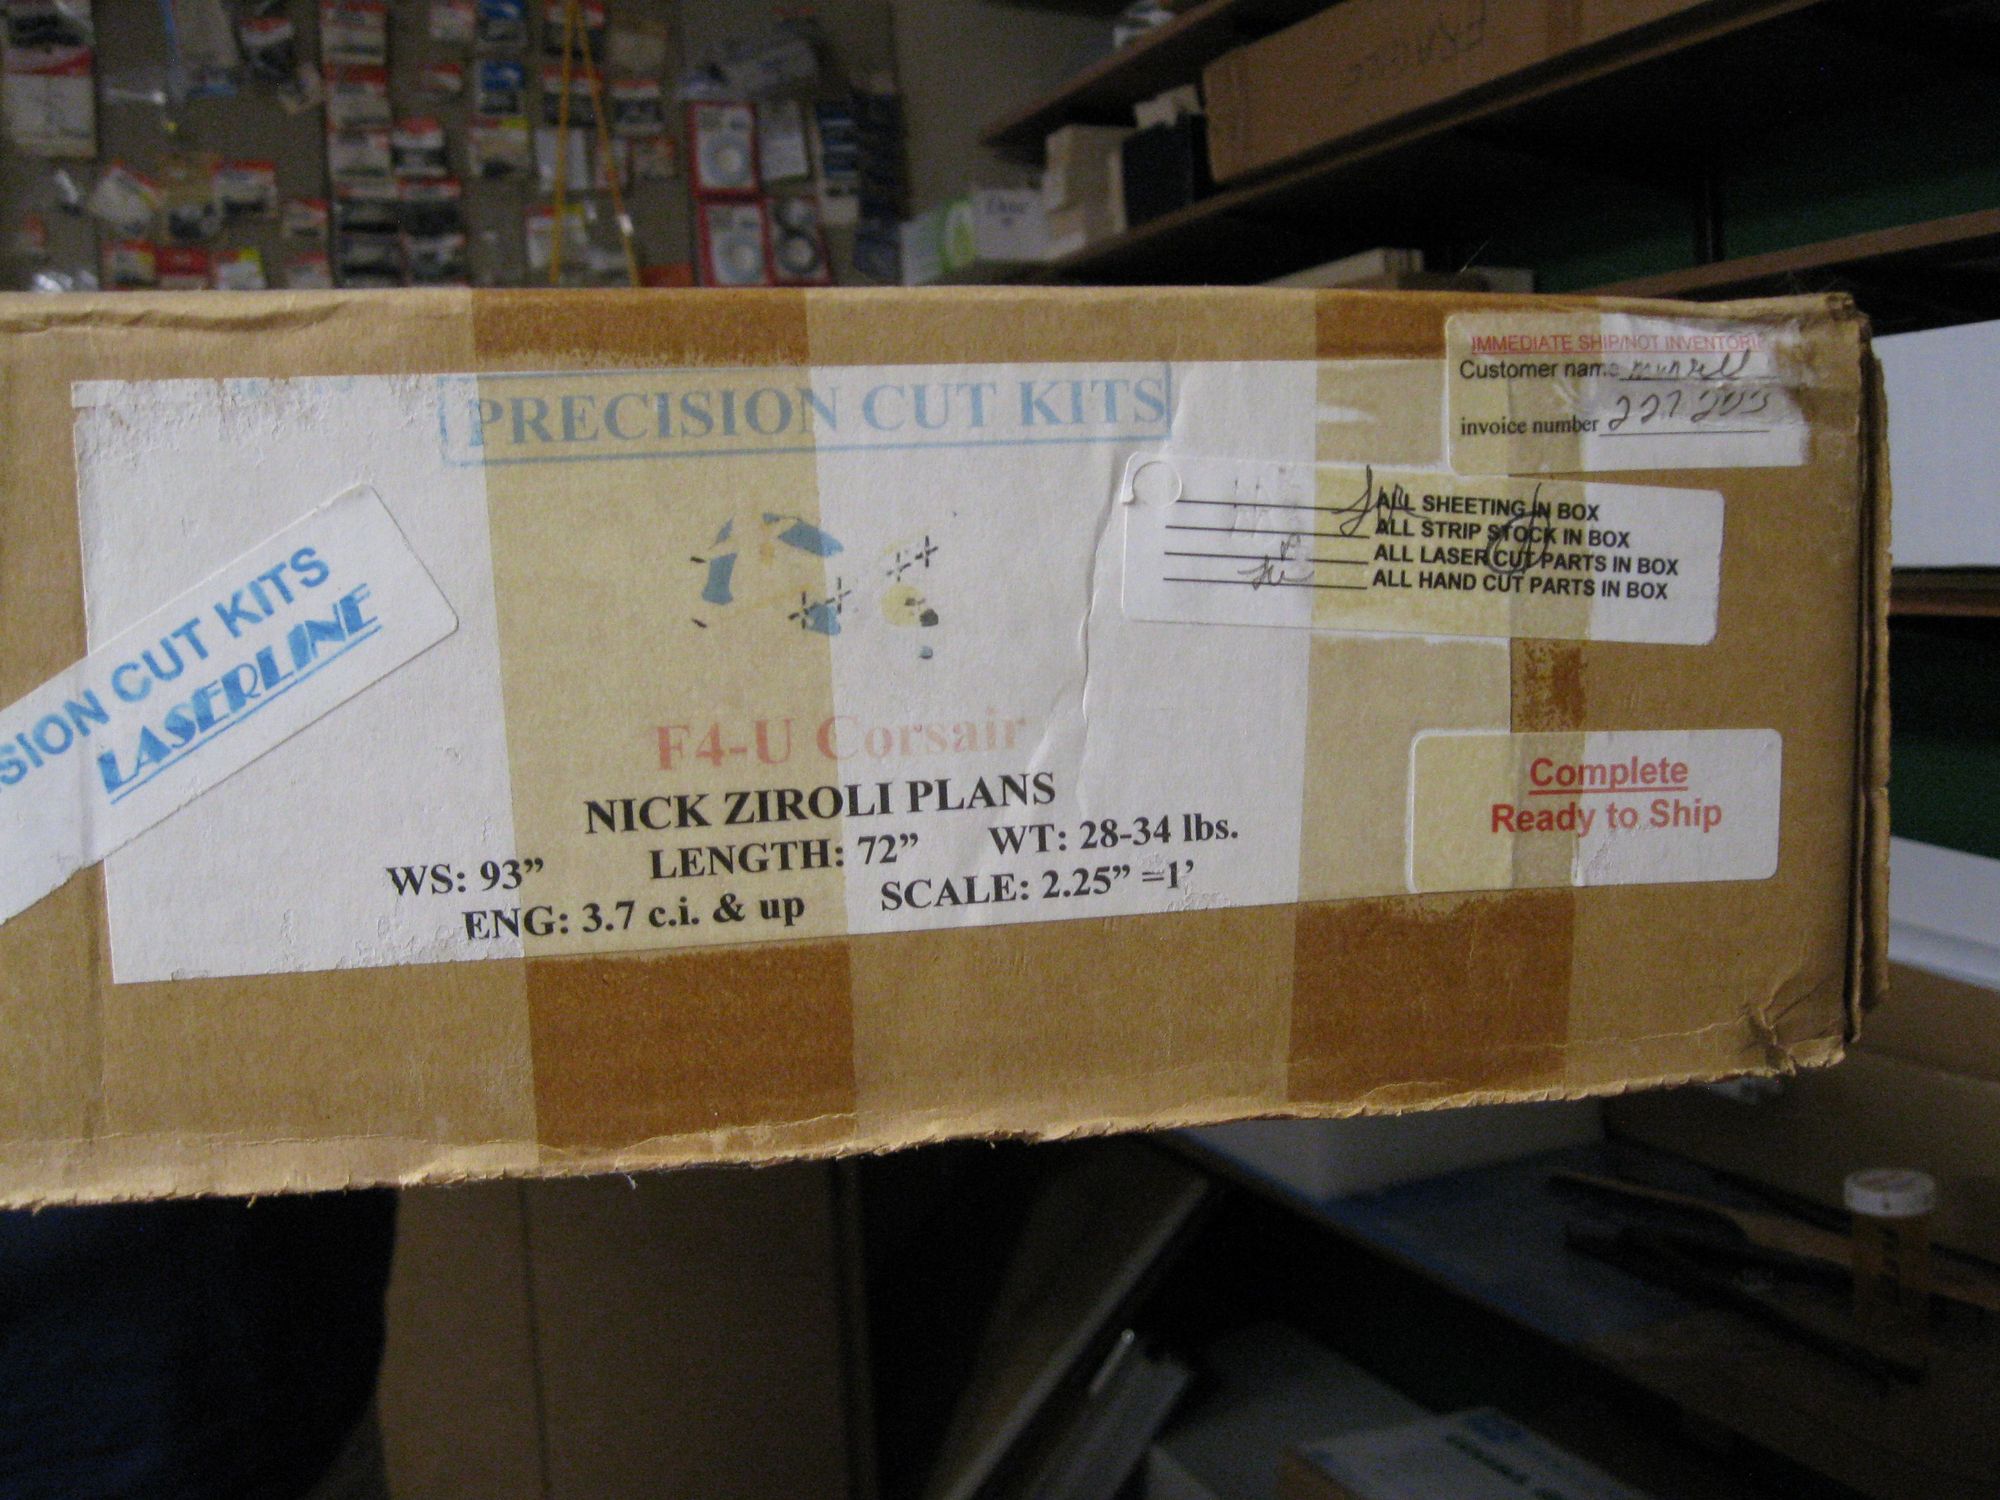 PRECISION CUT KITS
SION CUT KITS
LASERLINE
F4-U Corsair
NICK ZIROLI PLANS
WS: 93” LENGTH: 72” WT: 28-34 lbs.
ENG: 3.7 c.i. & up SCALE: 2.25” =1’
IMMEDIATE SHIP/NOT INVENTORI
Customer name
invoice number
ALL SHEETING IN BOX
ALL STRIP STOCK IN BOX
ALL LASER CUT PARTS IN BOX
ALL HAND CUT PARTS IN BOX
Complete
Ready to Ship